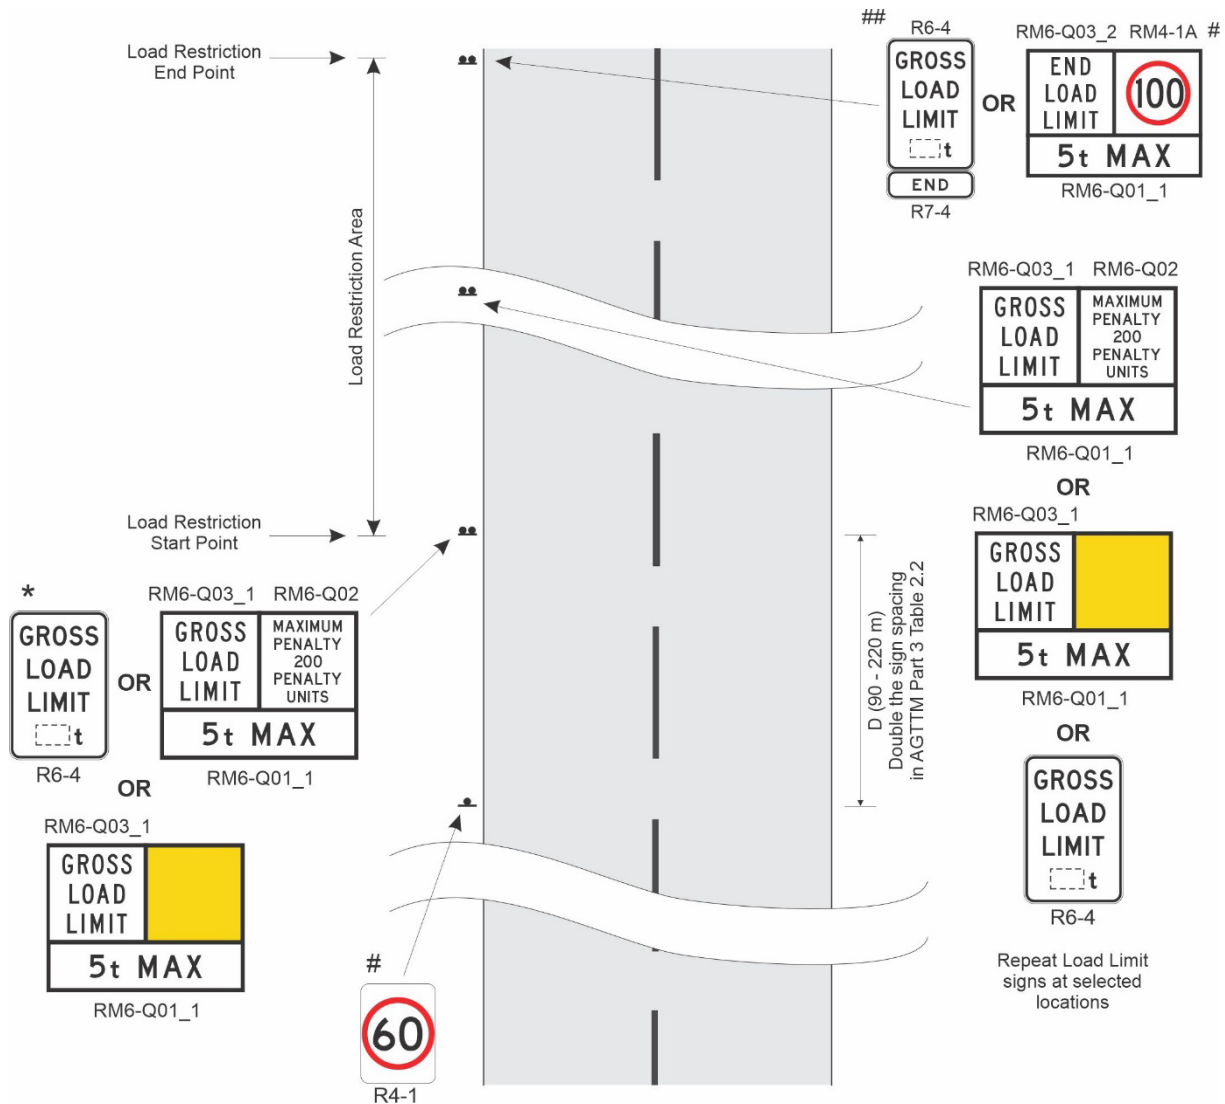 Load Restriction
End Point
##
R6-4
GROSS
LOAD
LIMIT
t
END
R7-4
OR
RM6-Q03_2 RM4-1A #
END
LOAD
LIMIT
100
5t MAX
RM6-Q01_1
Load Restriction Area
RM6-Q03_1 RM6-Q02
GROSS
LOAD
LIMIT
MAXIMUM
PENALTY
200
PENALTY
UNITS
5t MAX
RM6-Q01_1
OR
RM6-Q03_1
GROSS
LOAD
LIMIT
5t MAX
RM6-Q01_1
OR
GROSS
LOAD
LIMIT
t
R6-4
Repeat Load Limit
signs at selected
locations
Load Restriction
Start Point
*
GROSS
LOAD
LIMIT
t
R6-4
OR
RM6-Q03_1 RM6-Q02
GROSS
LOAD
LIMIT
MAXIMUM
PENALTY
200
PENALTY
UNITS
5t MAX
RM6-Q01_1
OR
RM6-Q03_1
GROSS
LOAD
LIMIT
5t MAX
RM6-Q01_1
D (90 - 220 m)
Double the sign spacing
in AGTTM Part 3 Table 2.2
#
60
R4-1